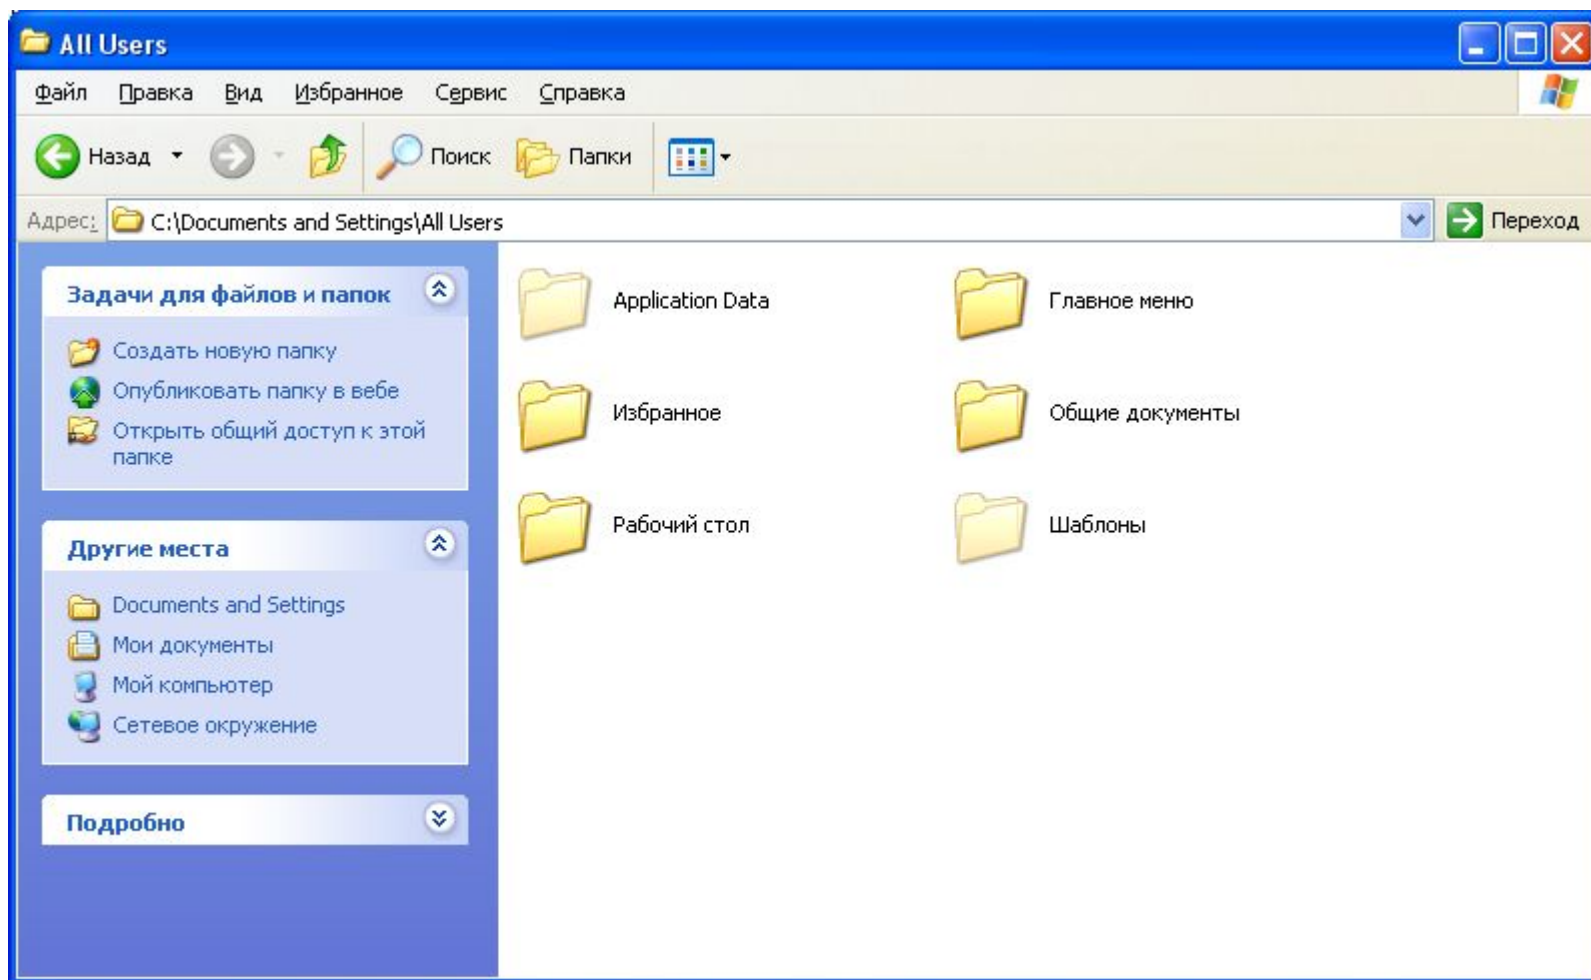 All Users
Файл Правка Вид Избранное Сервис Справка
Назад Поиск Папки
Адрес: C:\Documents and Settings\All Users Переход
Задачи для файлов и папок
Создать новую папку
Опубликовать папку в вебе
Открыть общий доступ к этой
папке
Другие места
Documents and Settings
Мои документы
Мой компьютер
Сетевое окружение
Подробно
Application Data Главное меню
Избранное Общие документы
Рабочий стол Шаблоны